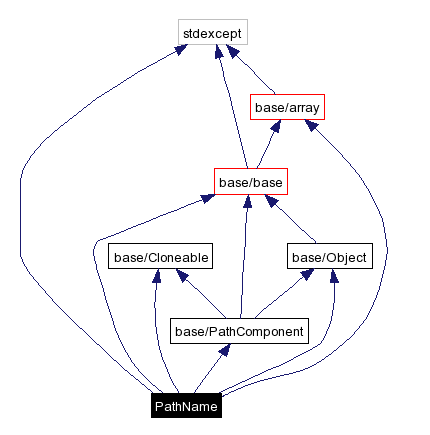 stdexcept
base/array
base/base
base/Cloneable
base/Object
base/PathComponent
PathName